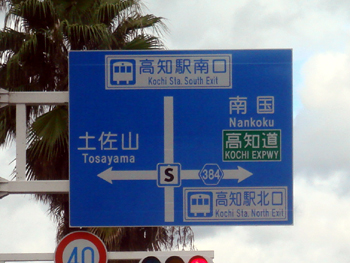 高知駅南口
Kochi Sta. South Exit
南国
Nankoku
土佐山
Tosayama
高知道
KOCHI EXPWY
S
384
高知駅北口
Kochi Sta. North Exit
40